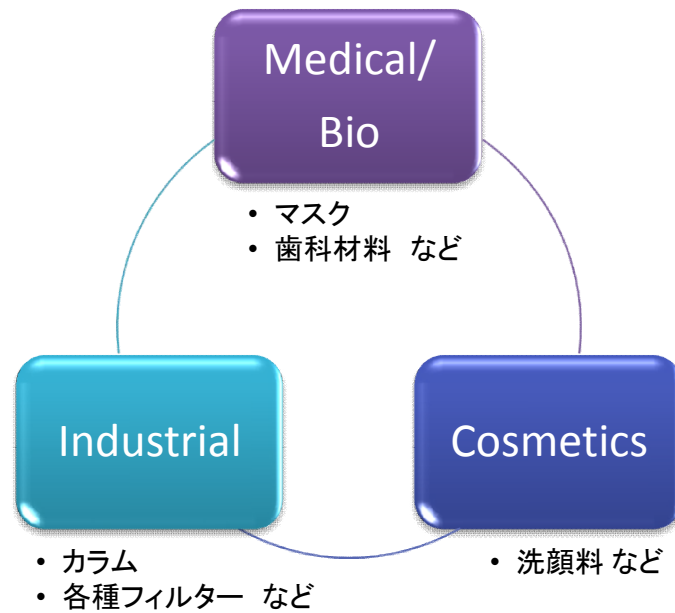 Medical/
Bio
• マスク
• 歯科材料 など
Industrial
• カラム
• 各種フィルター など
Cosmetics
• 洗顔料 など